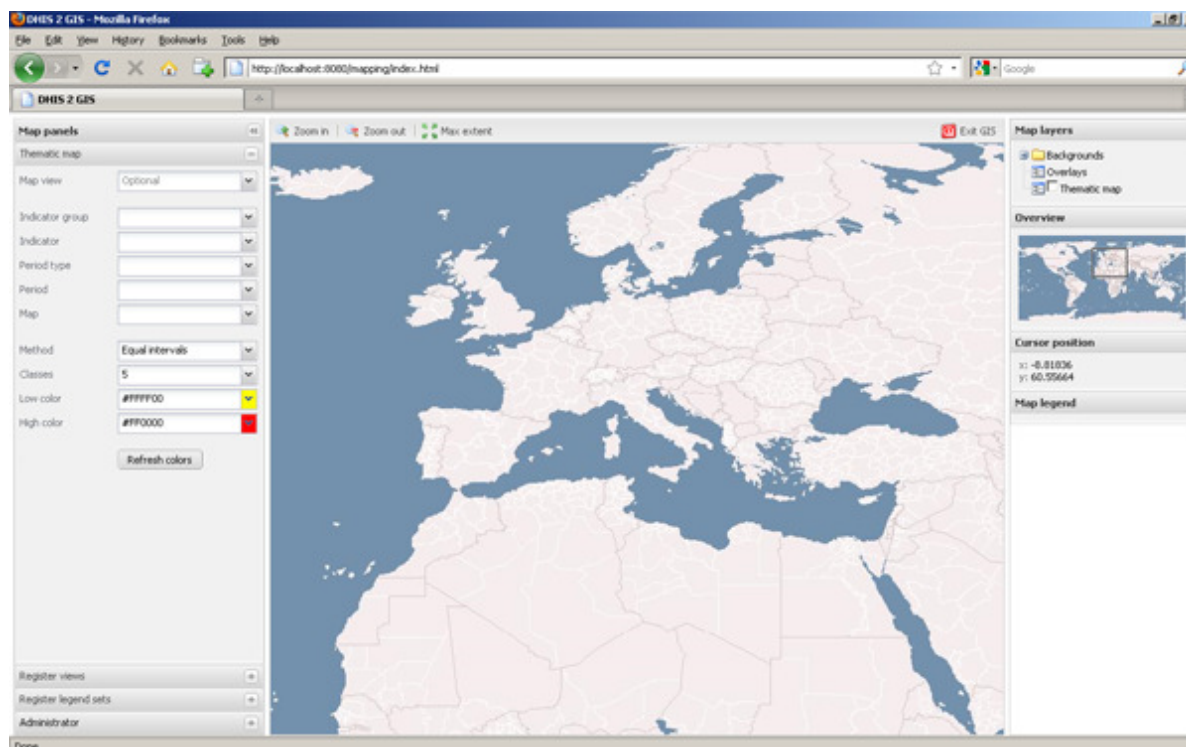 DHIS 2 GIS - Mozilla Firefox
File Edit View History Bookmarks Tools Help
http://localhost:8080/mapping/index.html
Google
DHIS 2 GIS
Map panels
Zoom in | Zoom out | Max extent
Exit GIS
Map layers
Thematic map
Backgrounds
Overlays
Thematic map
Map view Optional
Indicator group
Indicator
Period type
Period
Map
Method Equal intervals
Classes 5
Low color #FFFF00
High color #FF0000
Refresh colors
Overview
Cursor position
x: -8.81836
y: 60.55664
Map legend
Register views
Register legend sets
Administrator
Done